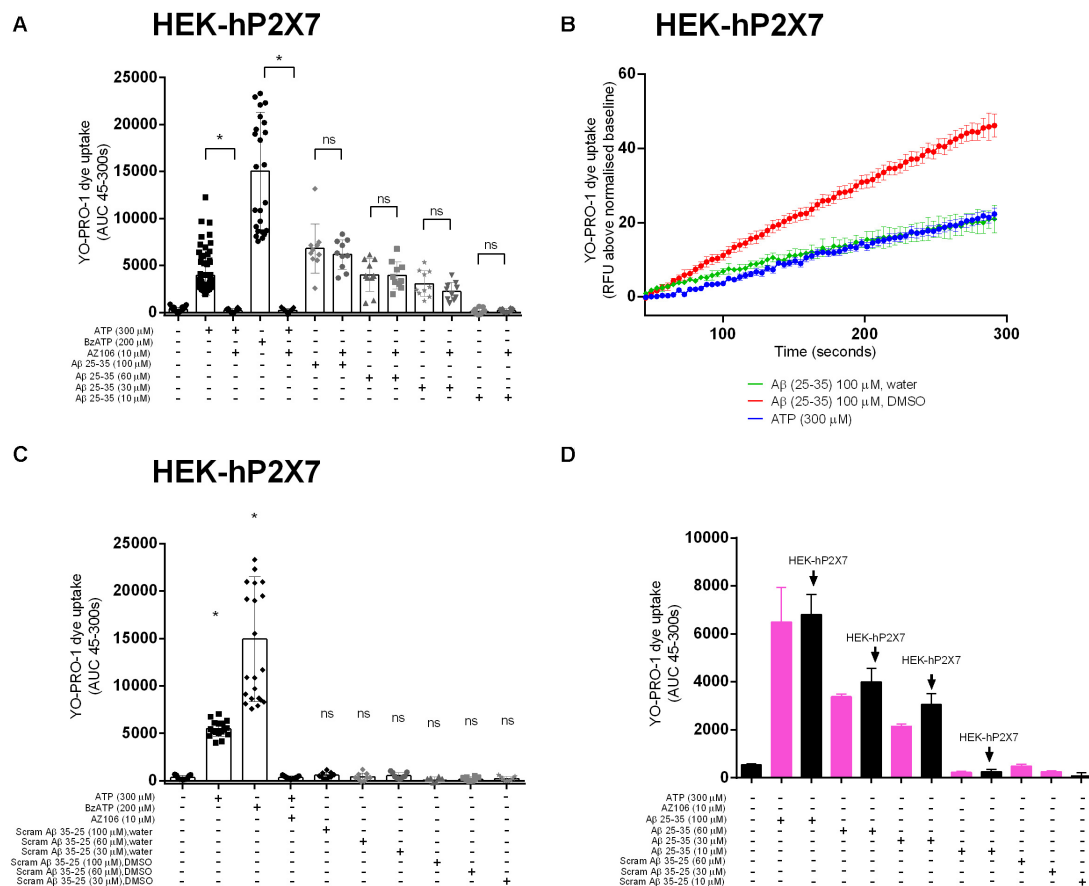 A
HEK-hP2X7
YO-PRO-1 dye uptake
(AUC 45-300s)
25000
20000
15000
10000
5000
0
*
*
ns
ns
ns
ns
ATP (300 μM)
BzATP (200 μM)
AZ106 (10 μM)
Aβ 25-35 (100 μM)
Aβ 25-35 (60 μM)
Aβ 25-35 (30 μM)
Aβ 25-35 (10 μM)
B
HEK-hP2X7
YO-PRO-1 dye uptake
(RFU above normalised baseline)
60
40
20
0
100
200
300
Time (seconds)
Aβ (25-35) 100 μM, water
Aβ (25-35) 100 μM, DMSO
ATP (300 μM)
C
HEK-hP2X7
YO-PRO-1 dye uptake
(AUC 45-300s)
25000
20000
15000
10000
5000
0
*
*
ns
ns
ns
ns
ns
ns
ATP (300 μM)
BzATP (200 μM)
AZ106 (10 μM)
Scram Aβ 35-25 (100 μM),water
Scram Aβ 35-25 (60 μM),water
Scram Aβ 35-25 (30 μM),water
Scram Aβ 35-25 (100 μM),DMSO
Scram Aβ 35-25 (60 μM),DMSO
Scram Aβ 35-25 (30 μM),DMSO
D
YO-PRO-1 dye uptake
(AUC 45-300s)
10000
8000
6000
4000
2000
0
HEK-hP2X7
HEK-hP2X7
HEK-hP2X7
HEK-hP2X7
ATP (300 μM)
AZ106 (10 μM)
Aβ 25-35 (100 μM)
Aβ 25-35 (60 μM)
Aβ 25-35 (30 μM)
Aβ 25-35 (10 μM)
Scram Aβ 35-25 (60 μM)
Scram Aβ 35-25 (30 μM)
Scram Aβ 35-25 (10 μM)